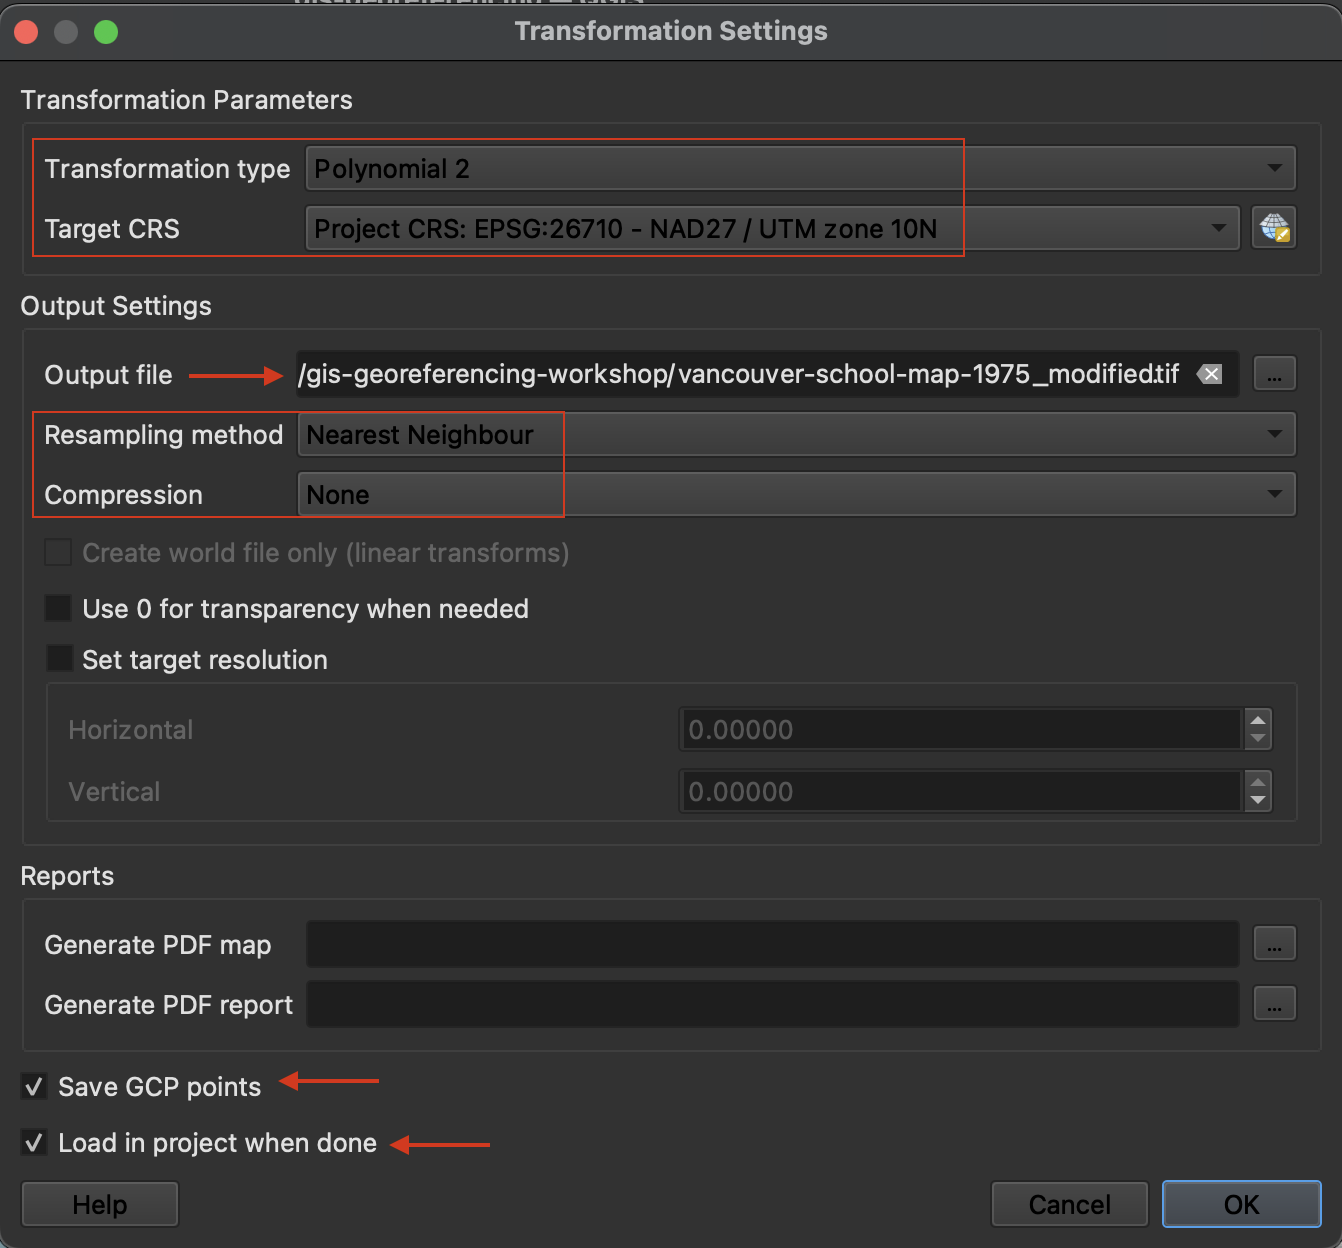 Transformation Settings
Transformation Parameters
Transformation type Polynomial 2
Target CRS Project CRS: EPSG:26710 - NAD27 / UTM zone 10N
Output Settings
Output file /gis-georeferencing-workshop/vancouver-school-map-1975_modified.tif ...
Resampling method Nearest Neighbour
Compression None
Create world file only (linear transforms)
Use 0 for transparency when needed
Set target resolution
Horizontal 0.00000
Vertical 0.00000
Reports
Generate PDF map ...
Generate PDF report ...
Save GCP points
Load in project when done
Help Cancel OK